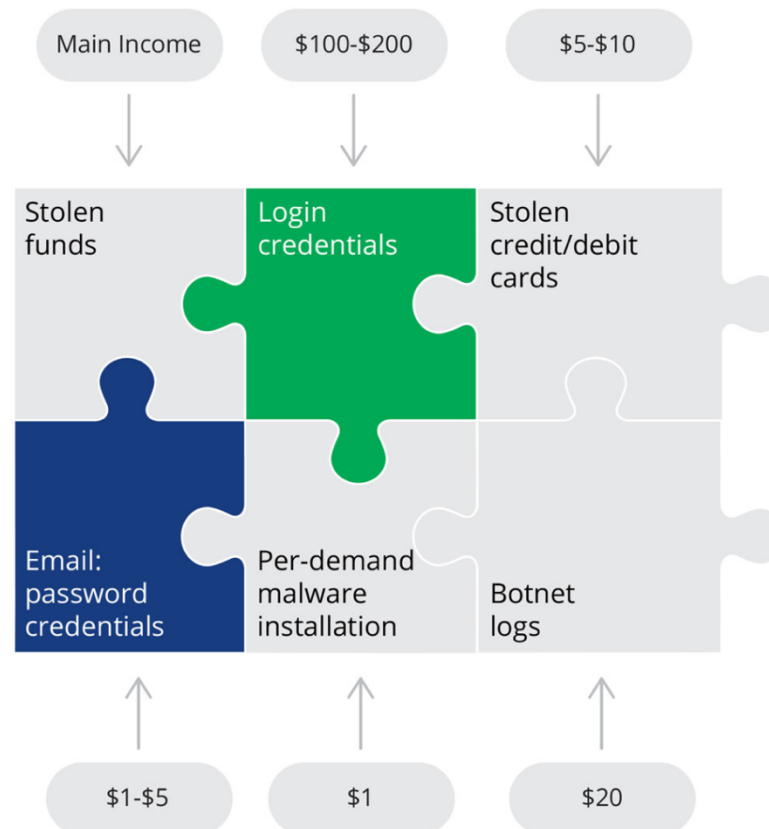 Main Income
$100-$200
$5-$10
Stolen
funds
Login
credentials
Stolen
credit/debit
cards
Email:
password
credentials
Per-demand
malware
installation
Botnet
logs
$1-$5
$1
$20